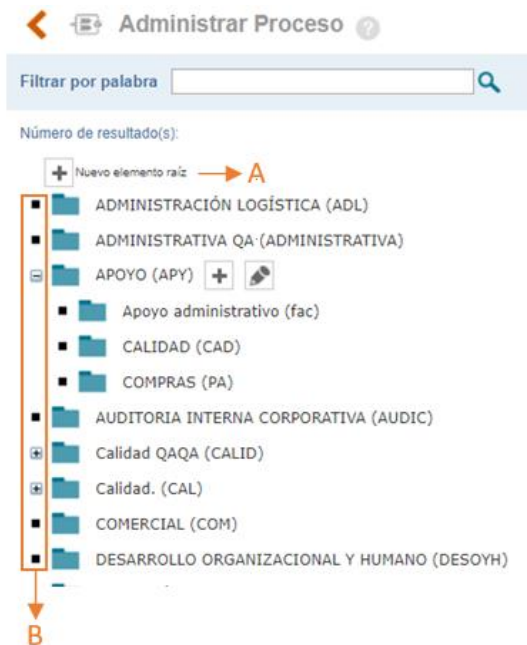 Administrar Proceso ?
Filtrar por palabra
Número de resultado(s):
Nuevo elemento raíz A
ADMINISTRACIÓN LOGÍSTICA (ADL)
ADMINISTRATIVA QA (ADMINISTRATIVA)
APOYO (APY)
Apoyo administrativo (fac)
CALIDAD (CAD)
COMPRAS (PA)
AUDITORIA INTERNA CORPORATIVA (AUDIC)
Calidad QAQA (CALID)
Calidad. (CAL)
COMERCIAL (COM)
DESARROLLO ORGANIZACIONAL Y HUMANO (DESOYH)
B